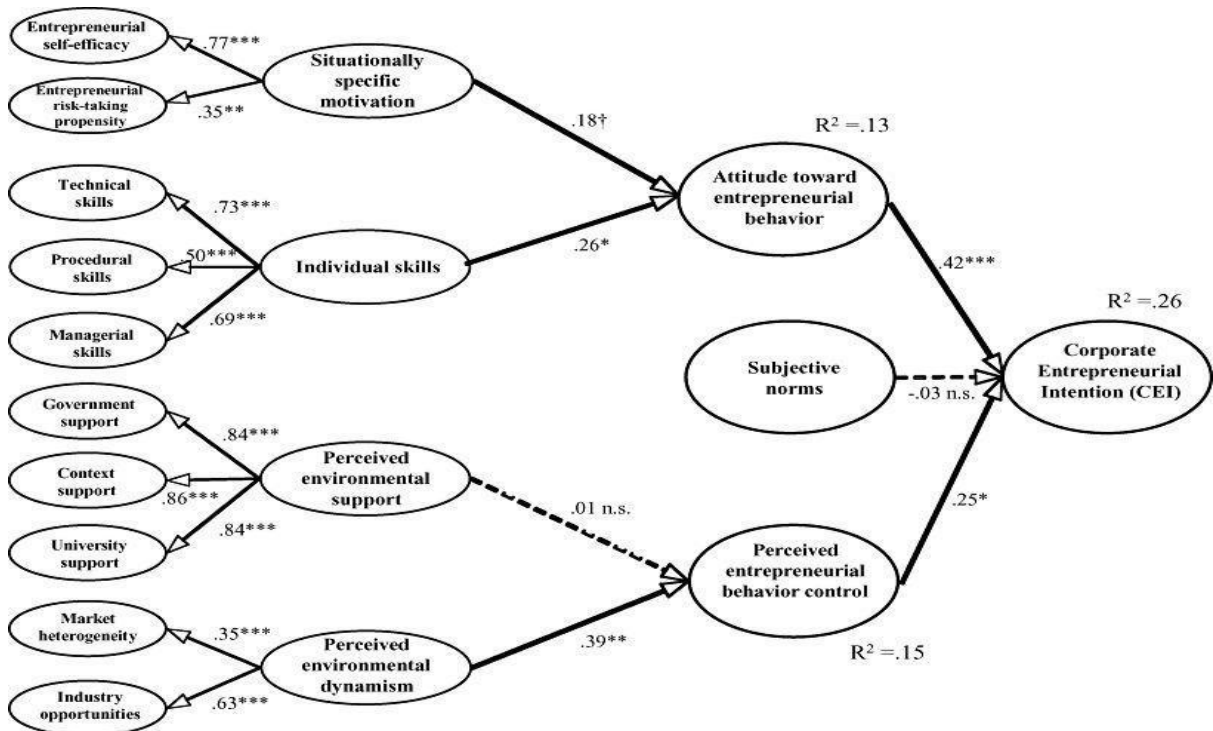 Entrepreneurial
self-efficacy
.77***
Situationally
specific
motivation
Entrepreneurial
risk-taking
propensity
.35**
.18†
R² =.13
Technical
skills
.73***
Attitude toward
entrepreneurial
behavior
Procedural
skills
.50***
Individual skills
.26*
.42***
Managerial
skills
.69***
R² =.26
Subjective
norms
-.03 n.s.
Corporate
Entrepreneurial
Intention (CEI)
Government
support
.84***
Context
support
.86***
Perceived
environmental
support
.01 n.s.
.25*
University
support
.84***
Perceived
entrepreneurial
behavior control
Market
heterogeneity
.35***
Perceived
environmental
dynamism
.39**
R² =.15
Industry
opportunities
.63***